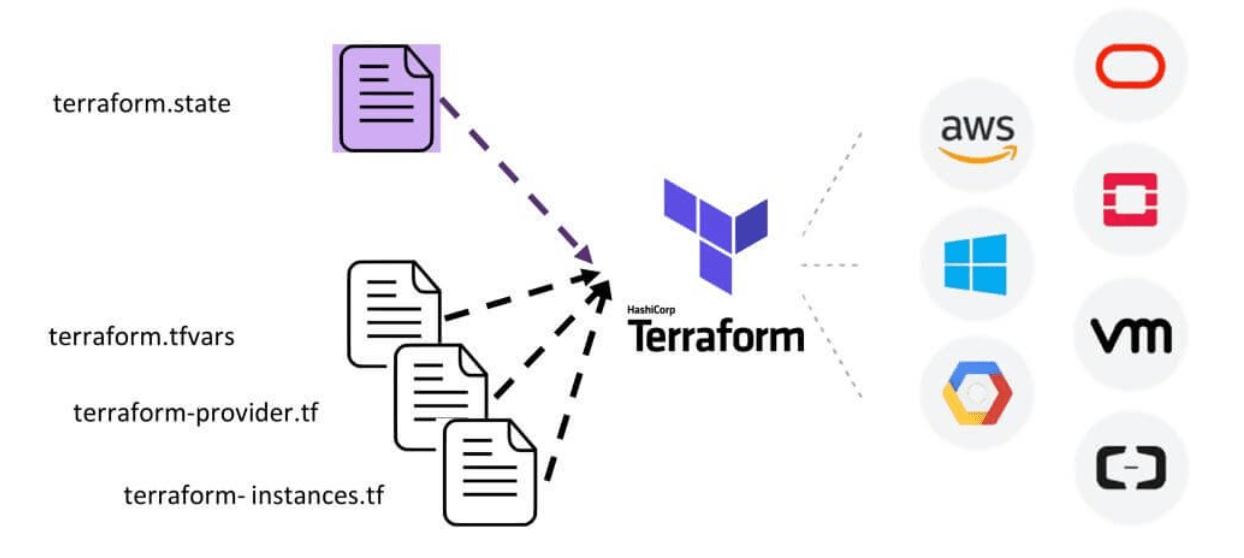 terraform.state
aws
HashiCorp
Terraform
vm
terraform.tfvars
terraform-provider.tf
terraform- instances.tf